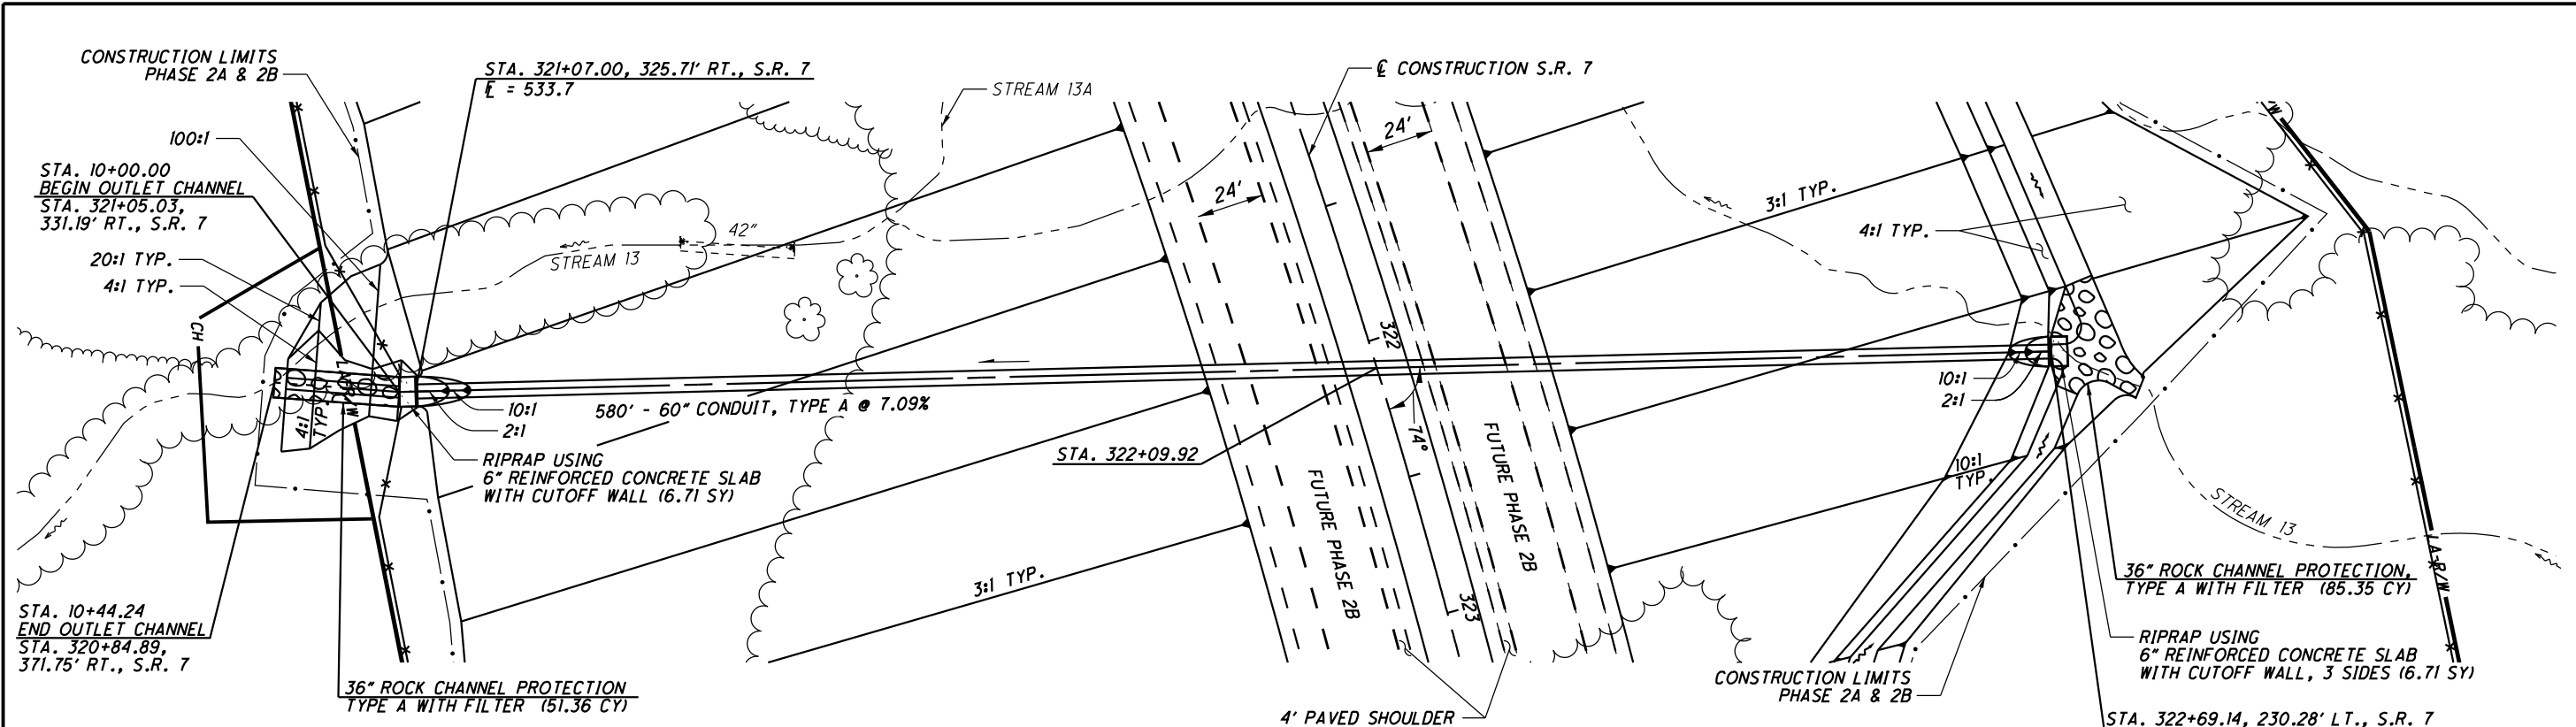 CONSTRUCTION LIMITS
PHASE 2A & 2B
STA. 321+07.00, 325.71' RT., S.R. 7
℄ = 533.7
STREAM 13A
℄ CONSTRUCTION S.R. 7
100:1
STA. 10+00.00
BEGIN OUTLET CHANNEL
STA. 321+05.03,
331.19' RT., S.R. 7
20:1 TYP.
4:1 TYP.
CH
STREAM 13
42"
24'
24'
3:1 TYP.
4:1 TYP.
W
322
10:1
2:1
4:1
TYP.
580' - 60" CONDUIT, TYPE A @ 7.09%
10:1
2:1
74°
STA. 322+09.92
RIPRAP USING
6" REINFORCED CONCRETE SLAB
WITH CUTOFF WALL (6.71 SY)
FUTURE PHASE 2B
FUTURE PHASE 2B
10:1
TYP.
STREAM 13
LA R/W
3:1 TYP.
323
STA. 10+44.24
END OUTLET CHANNEL
STA. 320+84.89,
371.75' RT., S.R. 7
36" ROCK CHANNEL PROTECTION
TYPE A WITH FILTER (51.36 CY)
36" ROCK CHANNEL PROTECTION,
TYPE A WITH FILTER (85.35 CY)
RIPRAP USING
6" REINFORCED CONCRETE SLAB
WITH CUTOFF WALL, 3 SIDES (6.71 SY)
CONSTRUCTION LIMITS
PHASE 2A & 2B
4' PAVED SHOULDER
STA. 322+69.14, 230.28' LT., S.R. 7